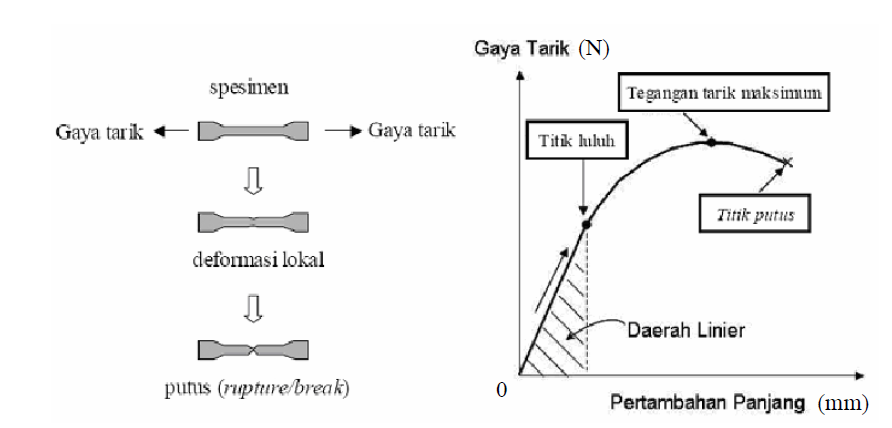 spesimen
Gaya tarik
Gaya tarik
deformasi lokal
putus (rupture/break)
Gaya Tarik (N)
Tegangan tarik maksimum
Titik luluh
Titik putus
Daerah Linier
0
Pertambahan Panjang (mm)